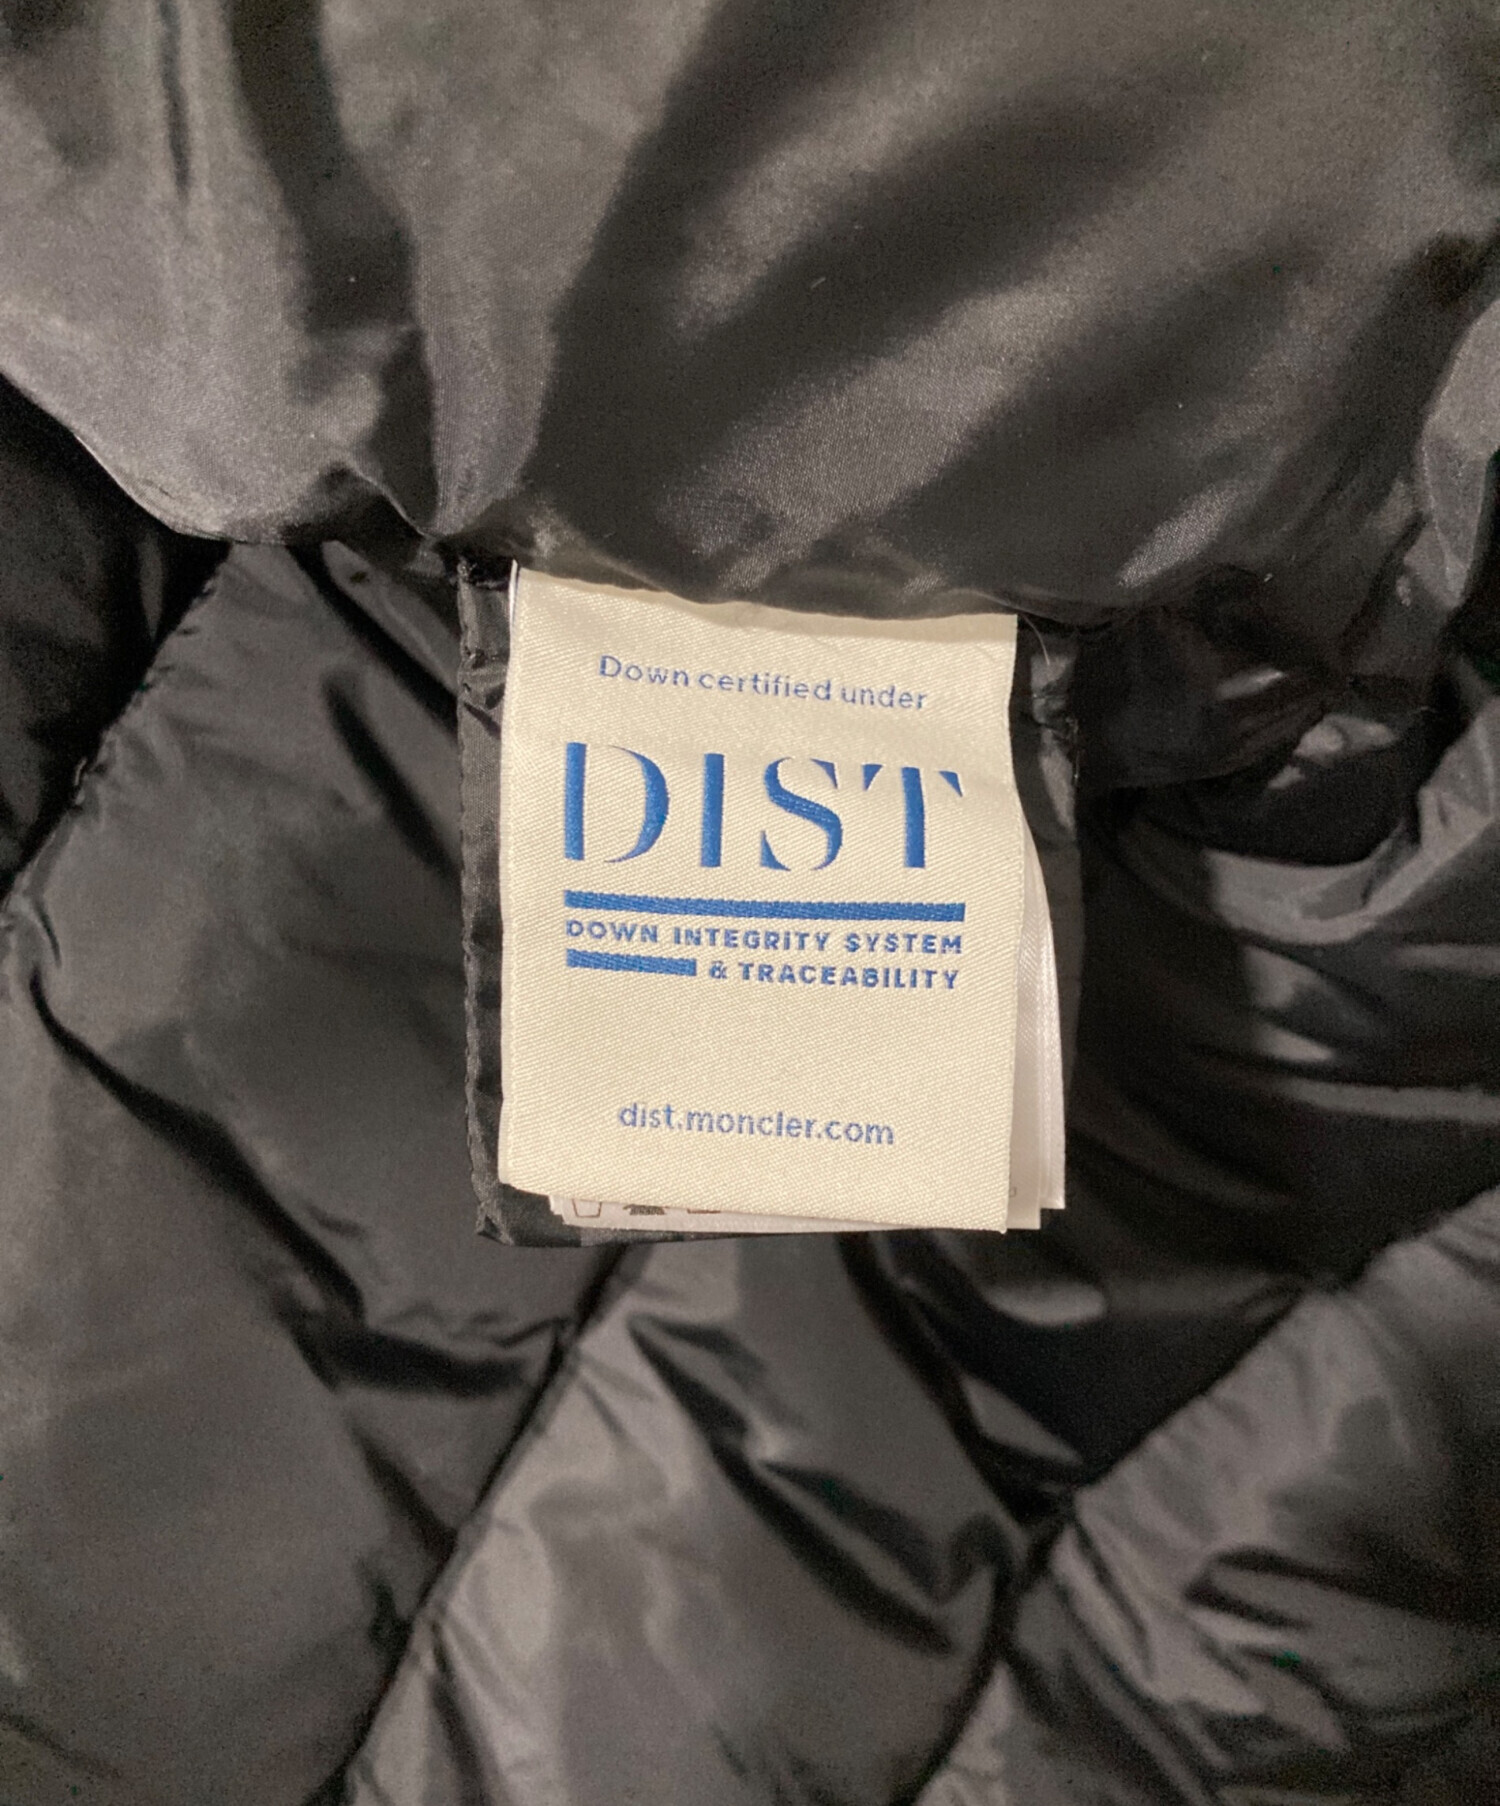 Down certified under
DIST
DOWN INTEGRITY SYSTEM
& TRACEABILITY
dist.moncler.com